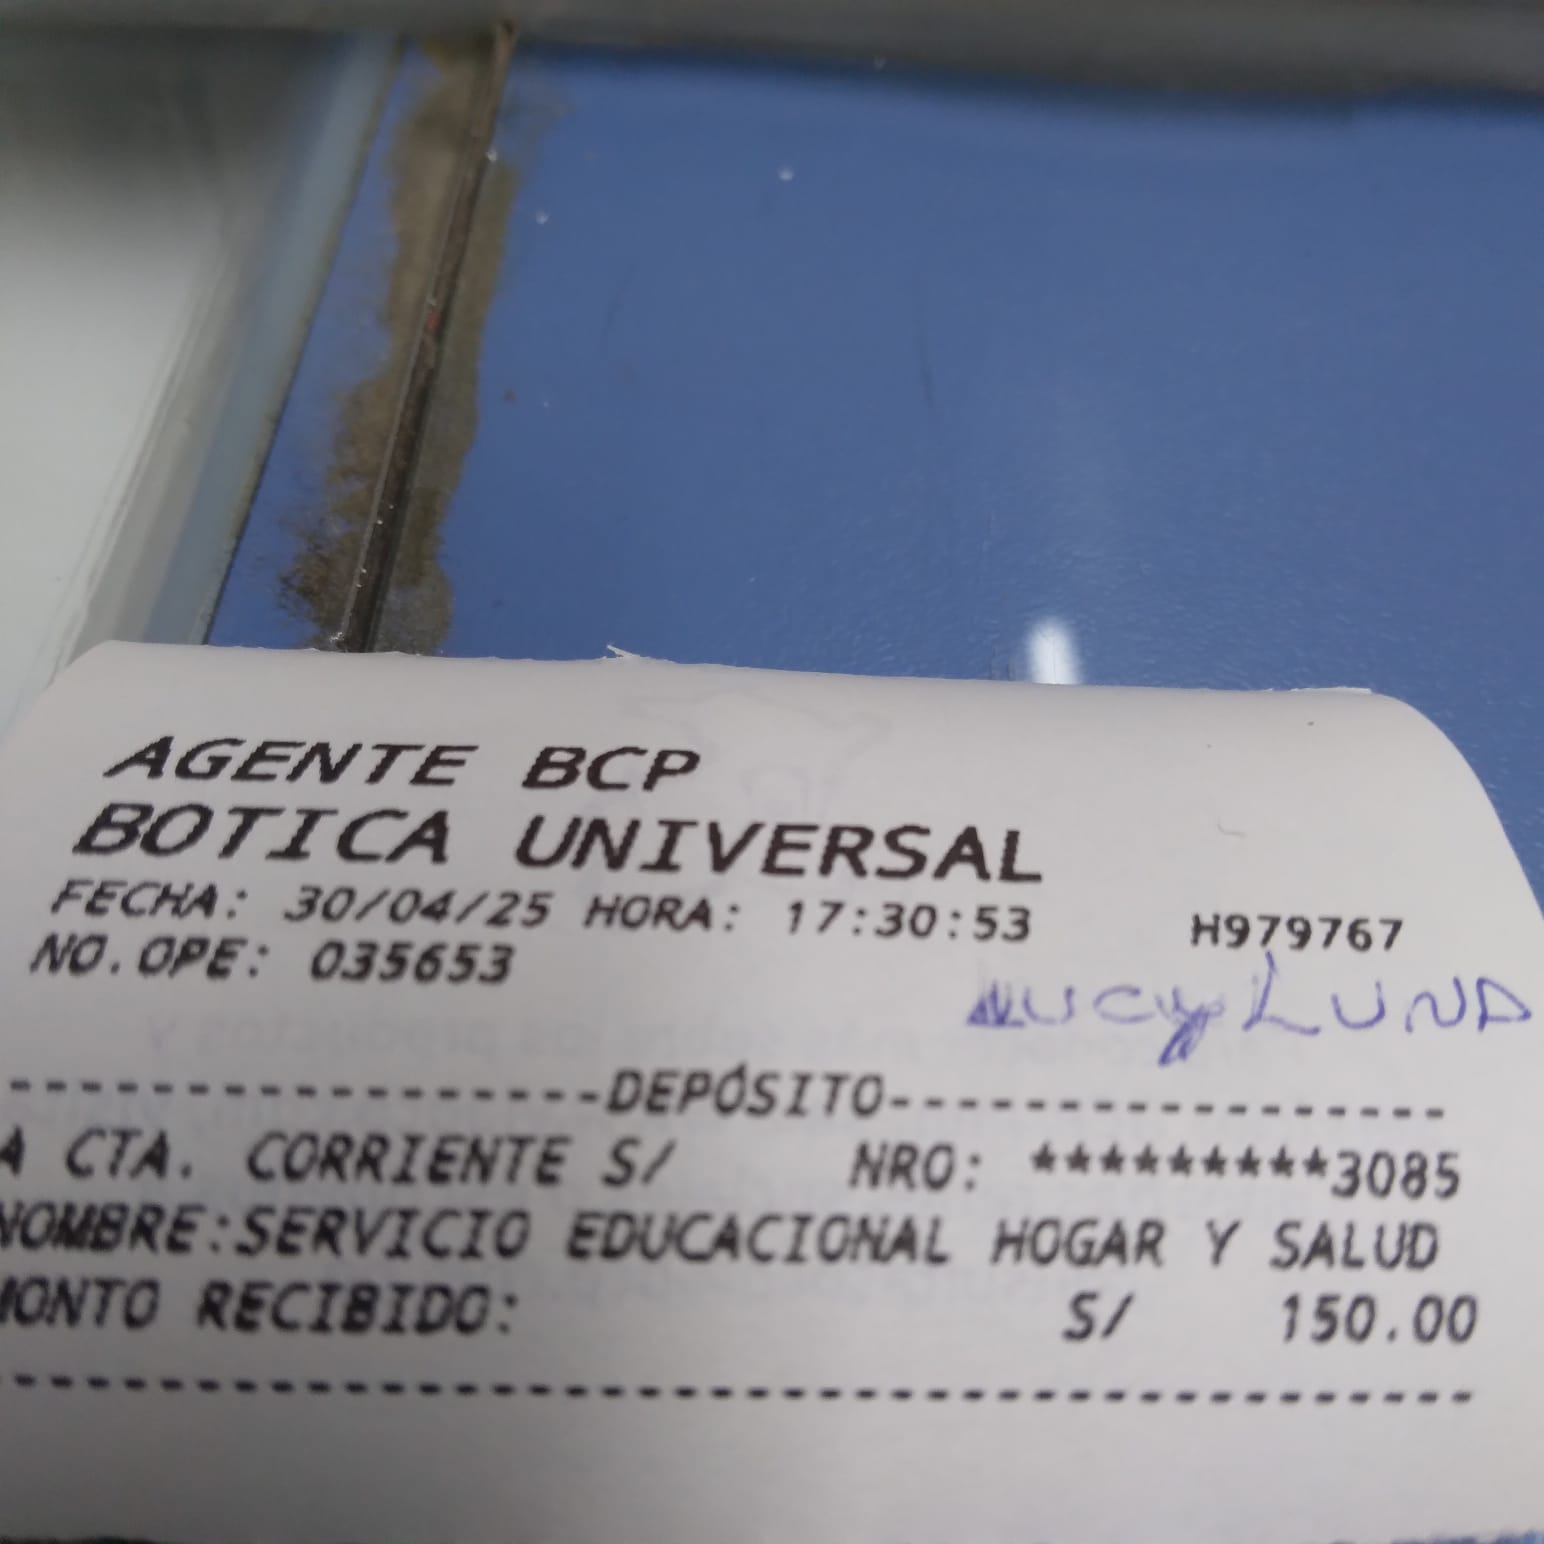 AGENTE BCP
BOTICA UNIVERSAL
FECHA: 30/04/25 HORA: 17:30:53 H979767
NO.OPE: 035653
Lucy LUNA
-----------------DEPÓSITO-----------------
A CTA. CORRIENTE S/ NRO: *********3085
NOMBRE:SERVICIO EDUCACIONAL HOGAR Y SALUD
MONTO RECIBIDO: S/ 150.00